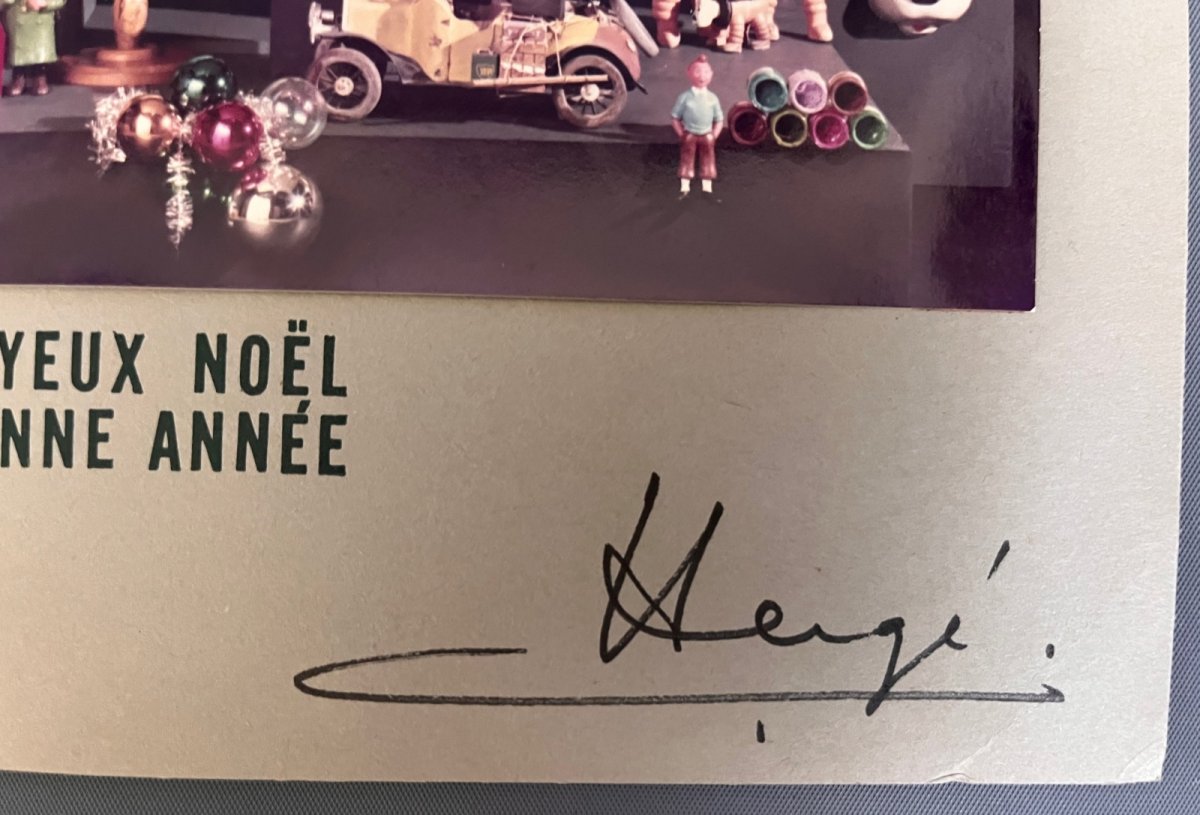 YEUX NOËL
NNE ANNÉE
Hergé